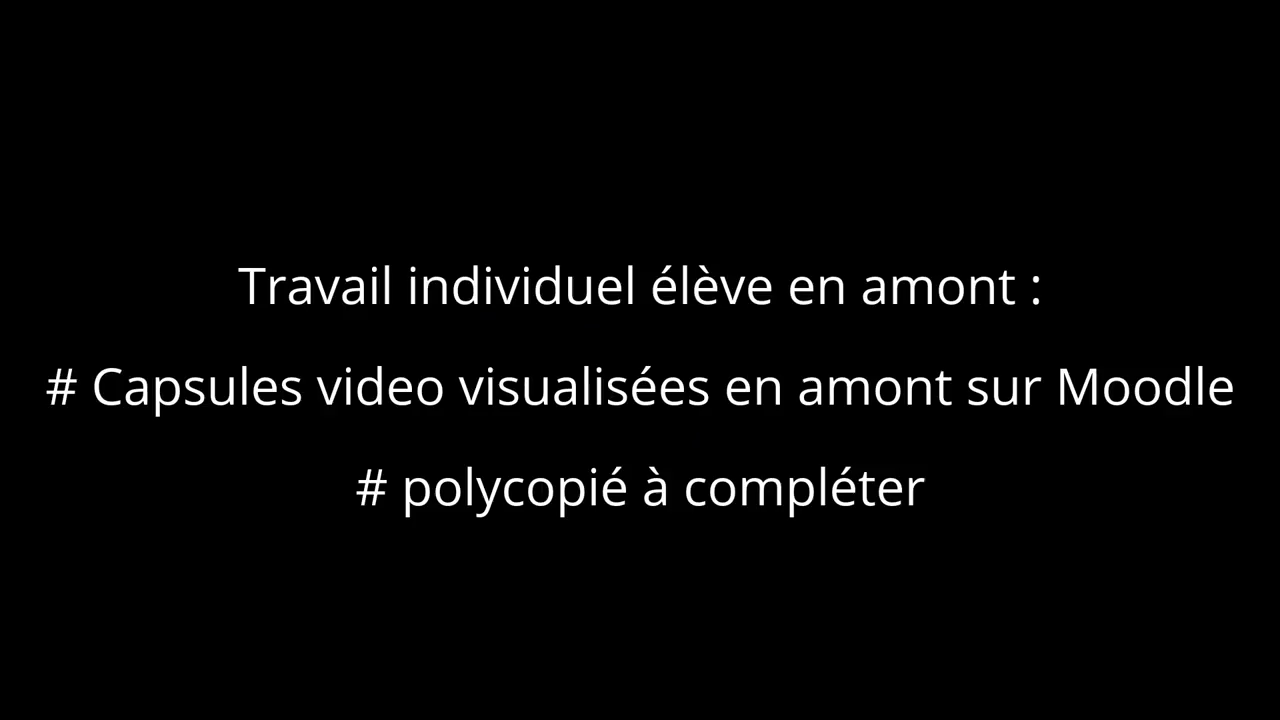 Travail individuel élève en amont :
# Capsules video visualisées en amont sur Moodle
# polycopié à compléter